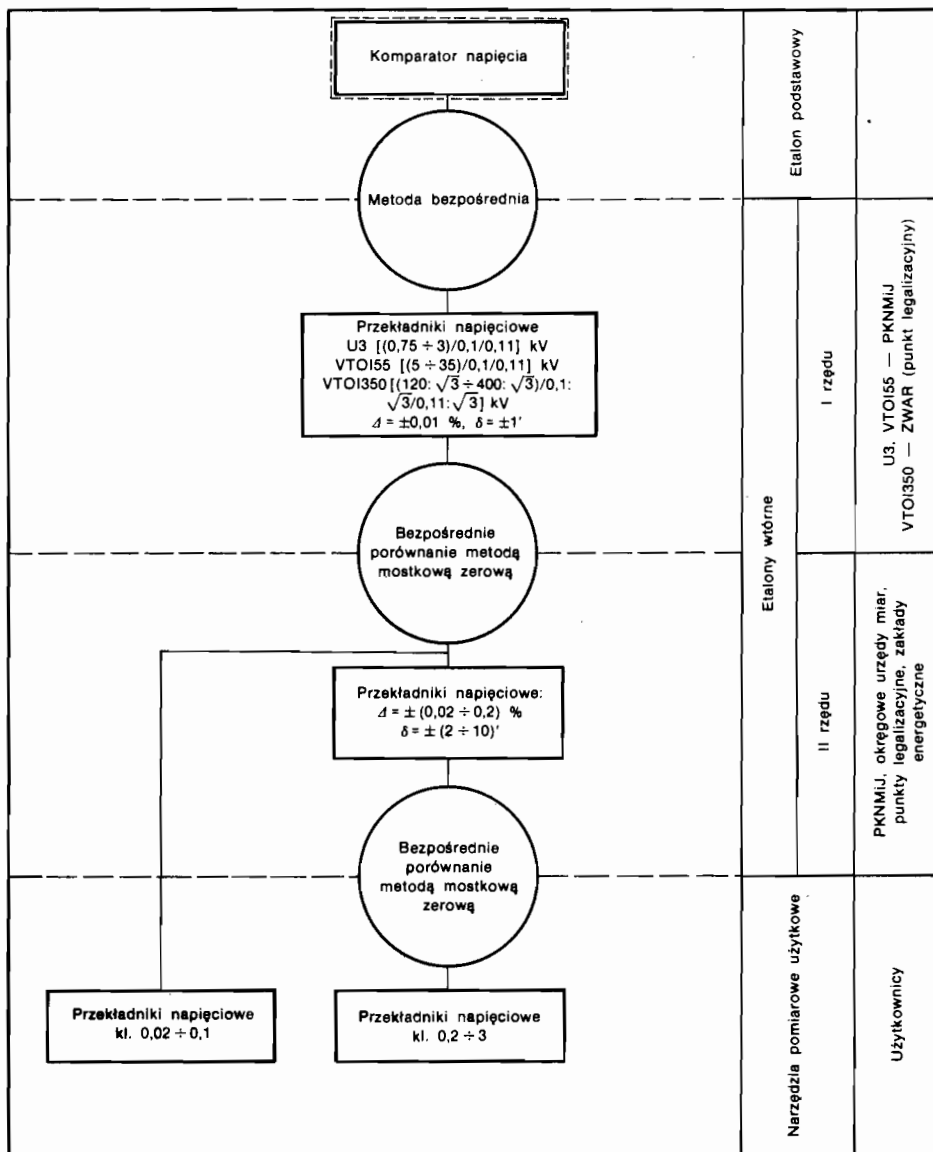 Komparator napięcia
Metoda bezpośrednia
Przekładniki napięciowe
U3 [(0,75 ÷ 3)/0,1/0,11] kV
VTOI55 [(5 ÷ 35)/0,1/0,11] kV
VTOI350 [(120: √3 ÷ 400: √3)/0,1:
√3/0,11: √3] kV
Δ = ±0,01 %, δ = ±1′
Bezpośrednie
porównanie metodą
mostkową zerową
Przekładniki napięciowe:
Δ = ± (0,02 ÷ 0,2) %
δ = ± (2 ÷ 10)′
Bezpośrednie
porównanie
metodą mostkową
zerową
Przekładniki napięciowe
kl. 0,02 ÷ 0,1
Przekładniki napięciowe
kl. 0,2 ÷ 3
Etalon podstawowy
Etalony wtórne
I rzędu
II rzędu
Narzędzia pomiarowe użytkowe
U3, VTOI55 — PKNMiJ
VTOI350 — ZWAR (punkt legalizacyjny)
PKNMiJ, okręgowe urzędy miar,
punkty legalizacyjne, zakłady
energetyczne
Użytkownicy